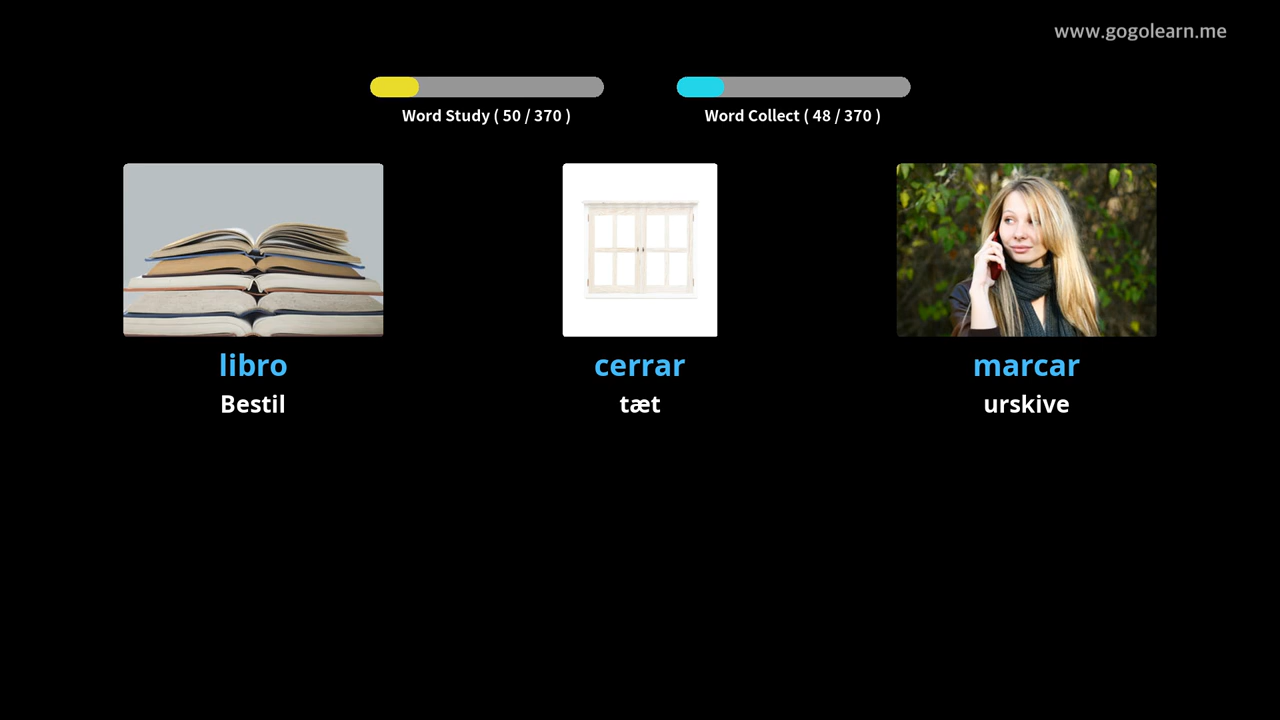 www.gogolearn.me
Word Study ( 50 / 370 )
Word Collect ( 48 / 370 )
libro
Bestil
cerrar
tæt
marcar
urskive